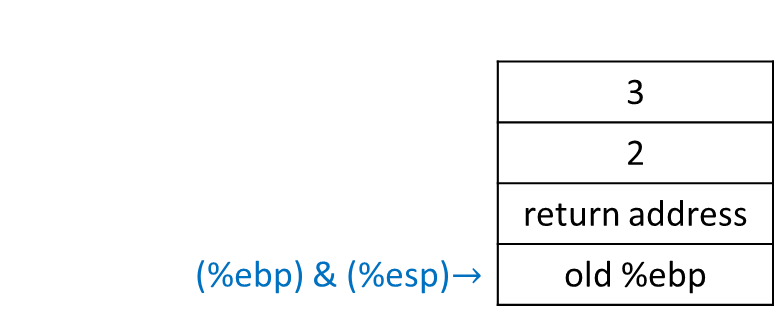 3
2
return address
(%ebp) & (%esp)→ old %ebp